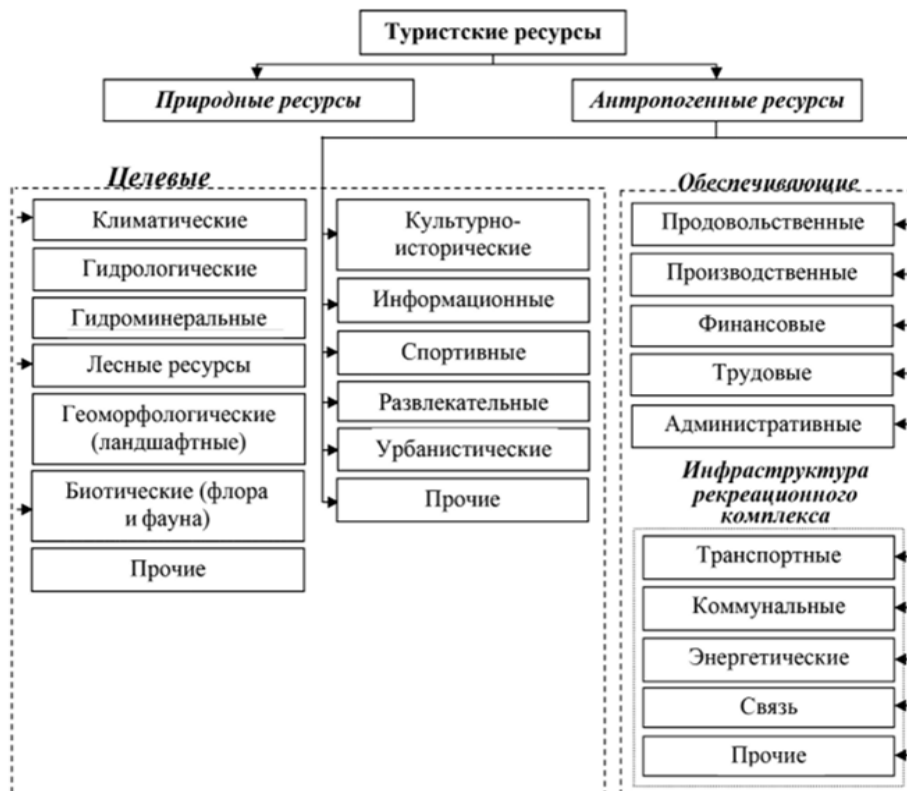 Туристские ресурсы
Природные ресурсы
Антропогенные ресурсы
Целевые
Климатические
Гидрологические
Гидроминеральные
Лесные ресурсы
Геоморфологические
(ландшафтные)
Биотические (флора
и фауна)
Прочие
Культурно-
исторические
Информационные
Спортивные
Развлекательные
Урбанистические
Прочие
Обеспечивающие
Продовольственные
Производственные
Финансовые
Трудовые
Административные
Инфраструктура
рекреационного
комплекса
Транспортные
Коммунальные
Энергетические
Связь
Прочие